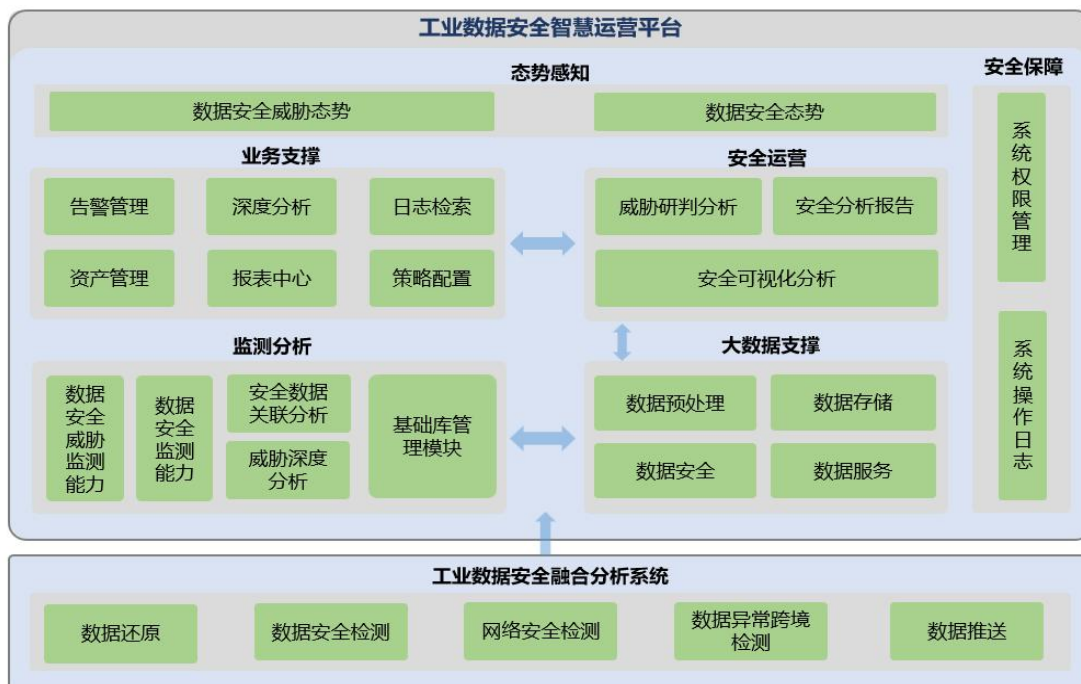 工业数据安全智慧运营平台
态势感知
数据安全威胁态势
数据安全态势
业务支撑
告警管理
深度分析
日志检索
资产管理
报表中心
策略配置
安全运营
威胁研判分析
安全分析报告
安全可视化分析
监测分析
数据
安全
威胁
监测
能力
数据
安全
监测
能力
安全数据
关联分析
威胁深度
分析
基础库管
理模块
大数据支撑
数据预处理
数据存储
数据安全
数据服务
安全保障
系统权限管理
系统操作日志
工业数据安全融合分析系统
数据还原
数据安全检测
网络安全检测
数据异常跨境
检测
数据推送